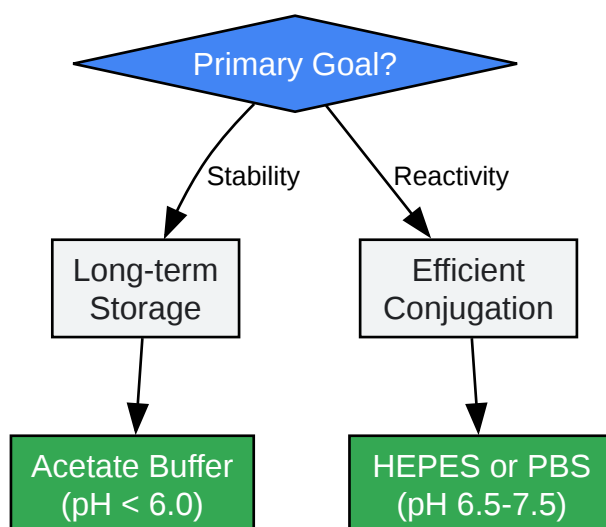 Primary Goal?
Stability
Reactivity
Long-term
Storage
Efficient
Conjugation
Acetate Buffer
(pH < 6.0)
HEPES or PBS
(pH 6.5-7.5)